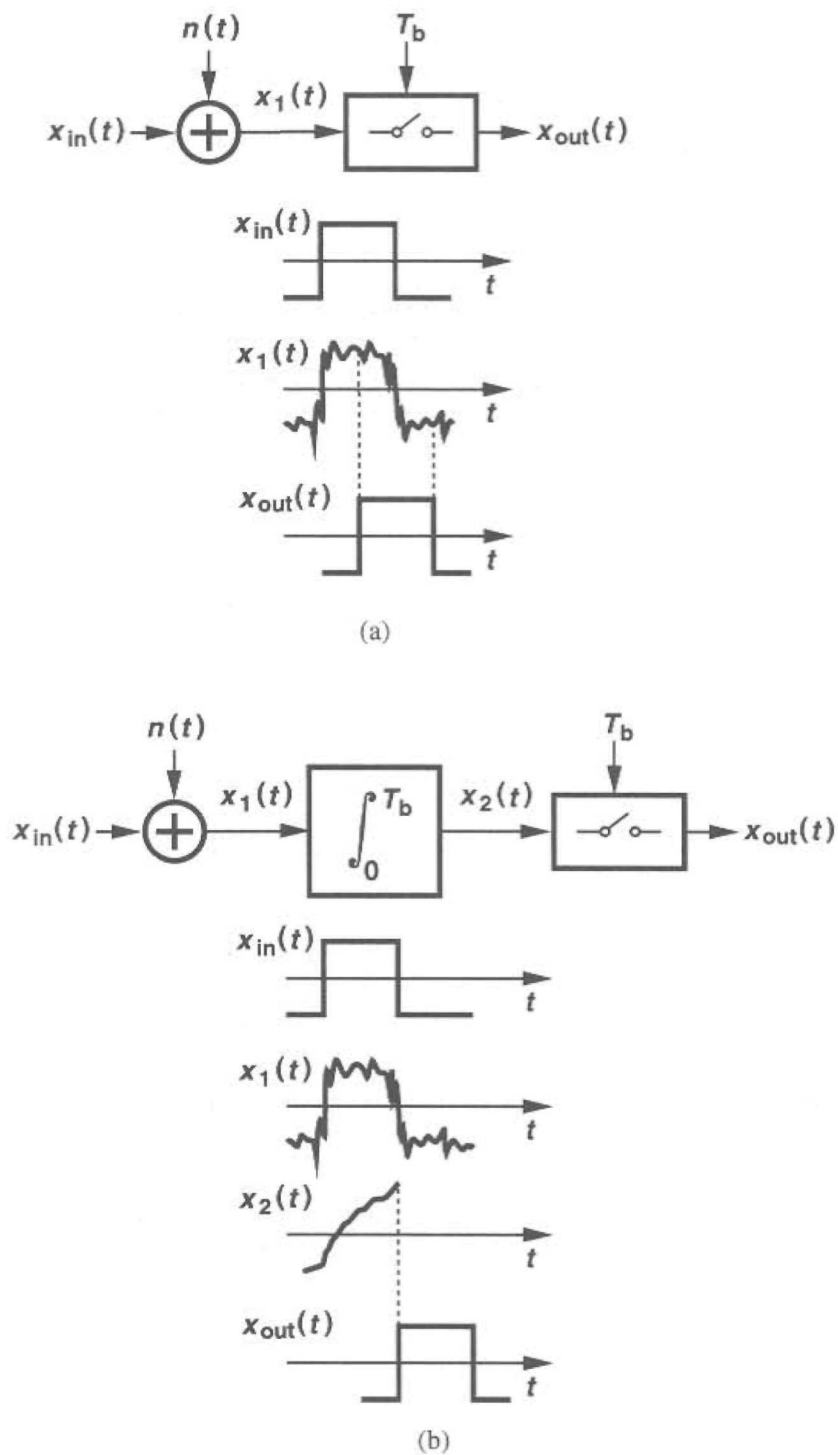 n(t) T_b
x_in(t) + x_1(t) x_out(t)
x_in(t)
t
x_1(t)
t
x_out(t)
t
(a)
n(t) T_b
x_in(t) + x_1(t) ∫ T_b 0 x_2(t) x_out(t)
x_in(t)
t
x_1(t)
t
x_2(t)
t
x_out(t)
t
(b)